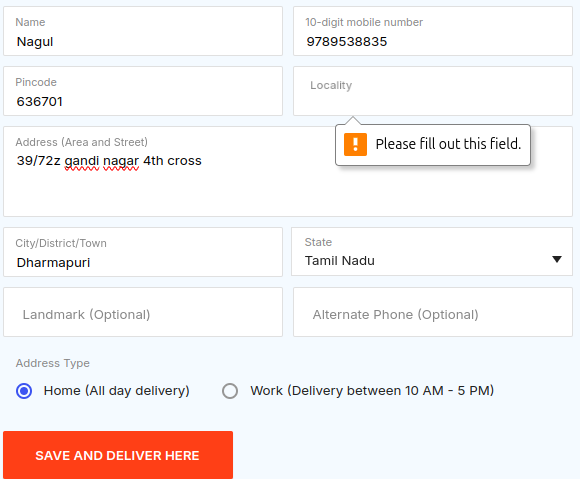 Name
Nagul
10-digit mobile number
9789538835
Pincode
636701
Locality
Please fill out this field.
Address (Area and Street)
39/72z gandi nagar 4th cross
City/District/Town
Dharmapuri
State
Tamil Nadu
Landmark (Optional)
Alternate Phone (Optional)
Address Type
Home (All day delivery)
Work (Delivery between 10 AM - 5 PM)
SAVE AND DELIVER HERE